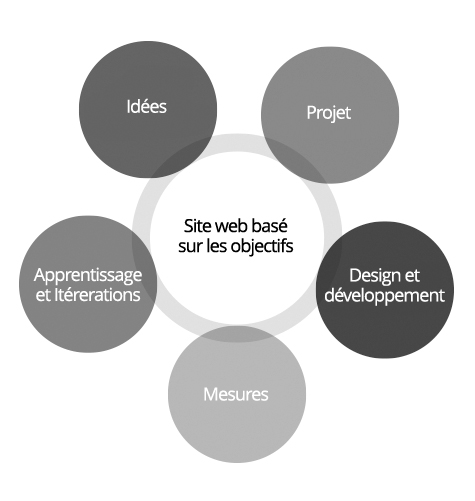 Idées
Projet
Site web basé
sur les objectifs
Apprentissage
et Itérerations
Design et
développement
Mesures